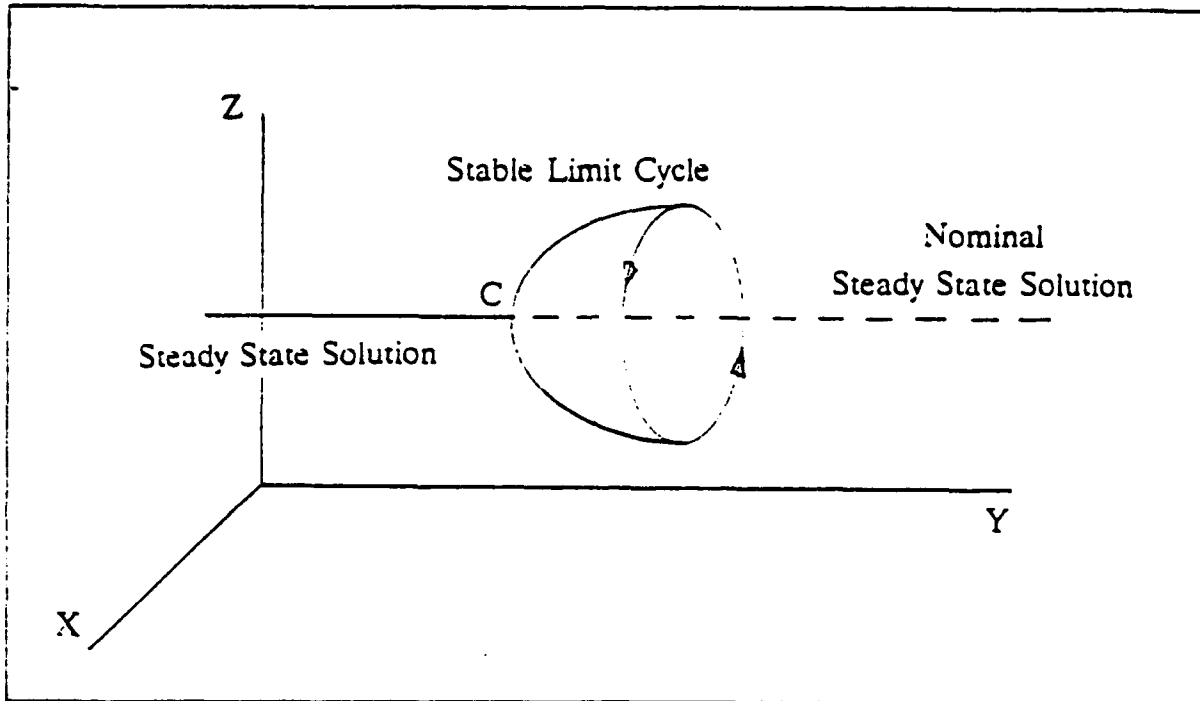 Z
Stable Limit Cycle
Nominal
Steady State Solution
C
Steady State Solution
Y
X